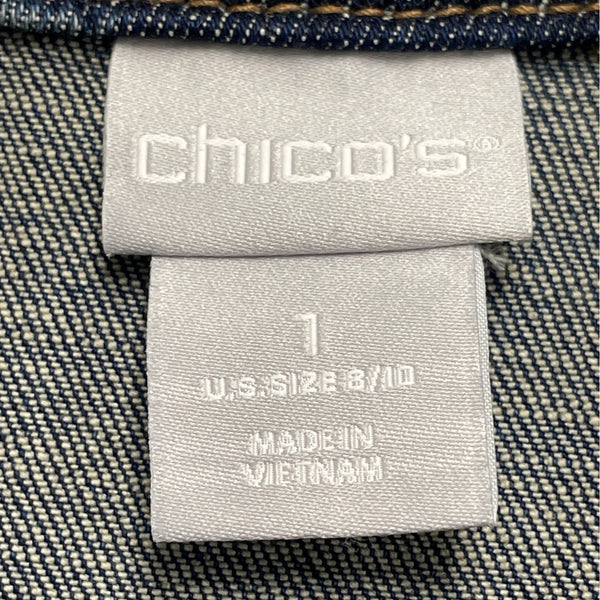 chico's®
1
U.S. SIZE 8/10
MADE IN
VIETNAM